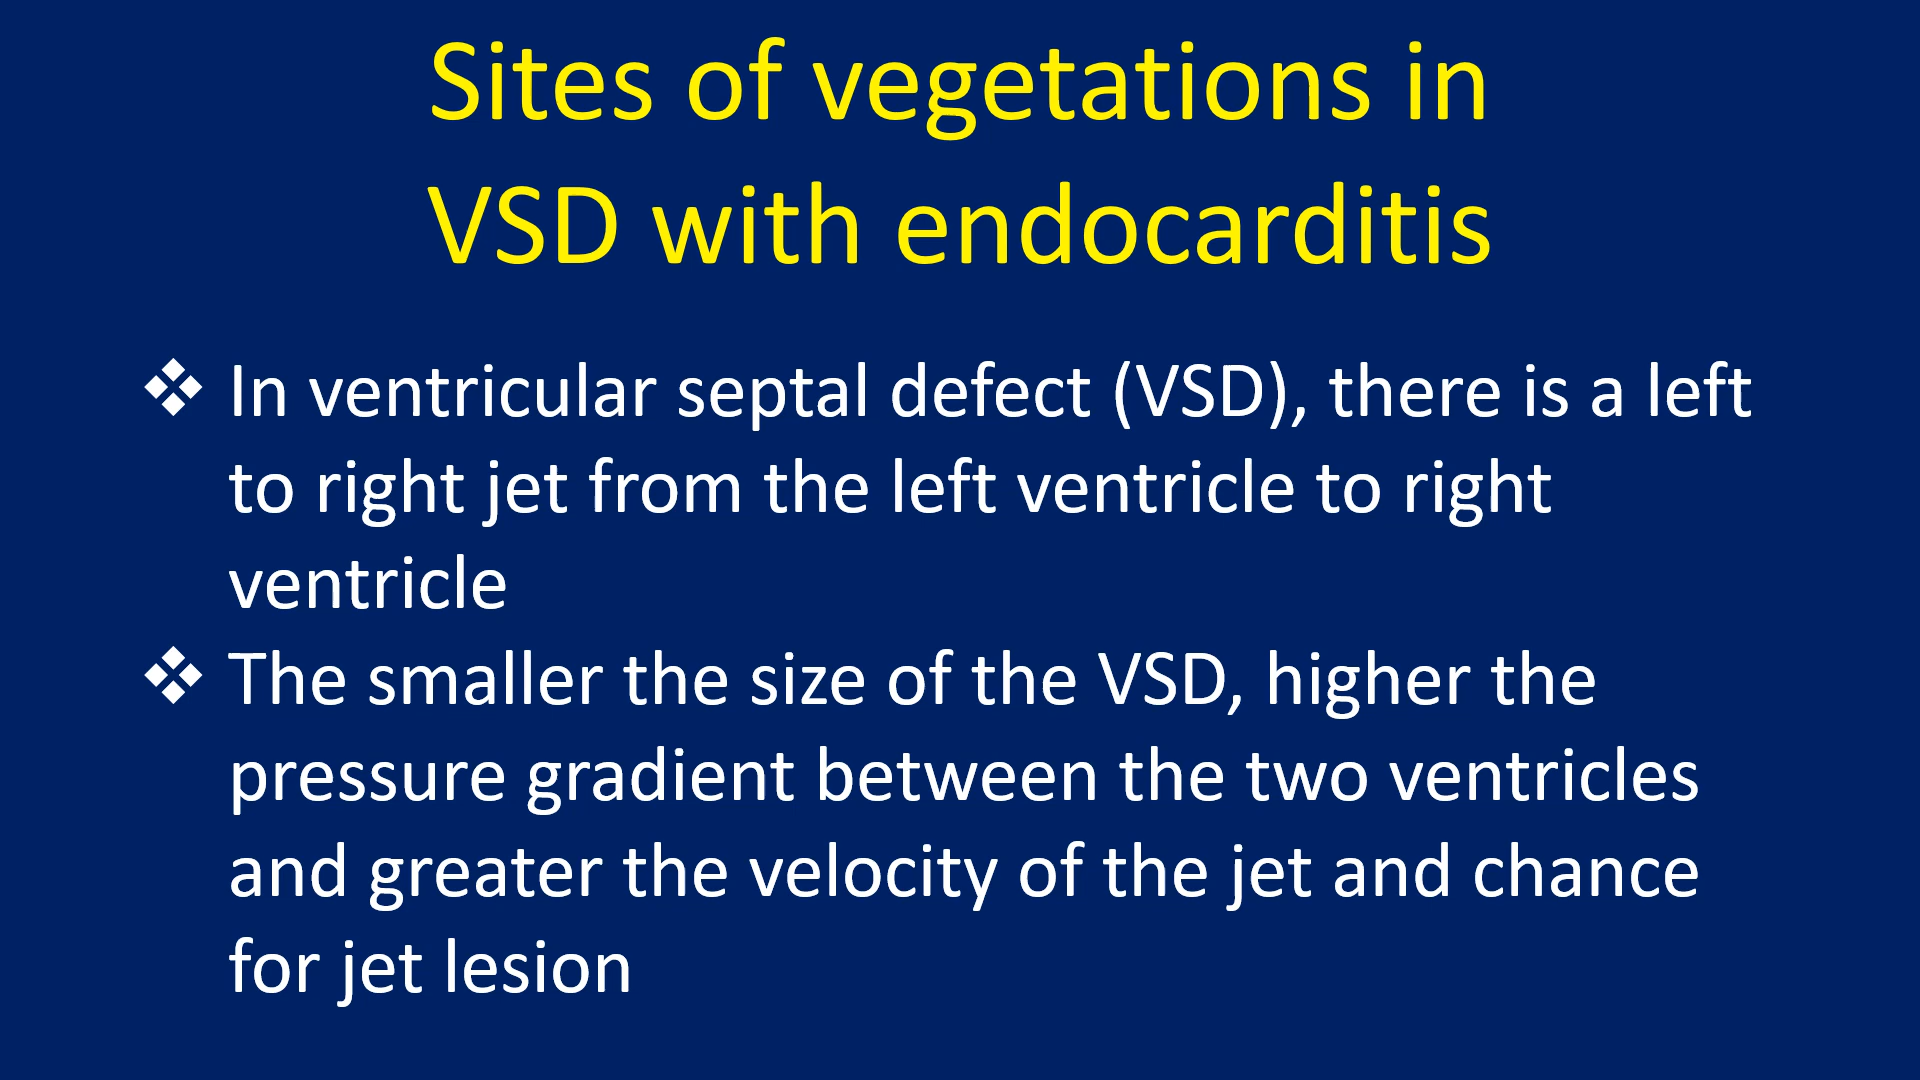 Sites of vegetations in
VSD with endocarditis
❖ In ventricular septal defect (VSD), there is a left
to right jet from the left ventricle to right
ventricle
❖ The smaller the size of the VSD, higher the
pressure gradient between the two ventricles
and greater the velocity of the jet and chance
for jet lesion